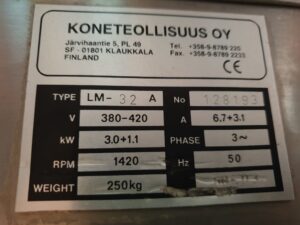 KONETEOLLISUUS OY
Järvihaantie 5, PL 49
SF - 01801 KLAUKKALA
FINLAND
Tel. +358-9-8789 220
Fax. +358-9-8789
CE
TYPE LM- 32 A No 128193
V 380-420 A 6.7+3.1
kW 3.0+1.1 PHASE 3~
RPM 1420 Hz 50
WEIGHT 250kg